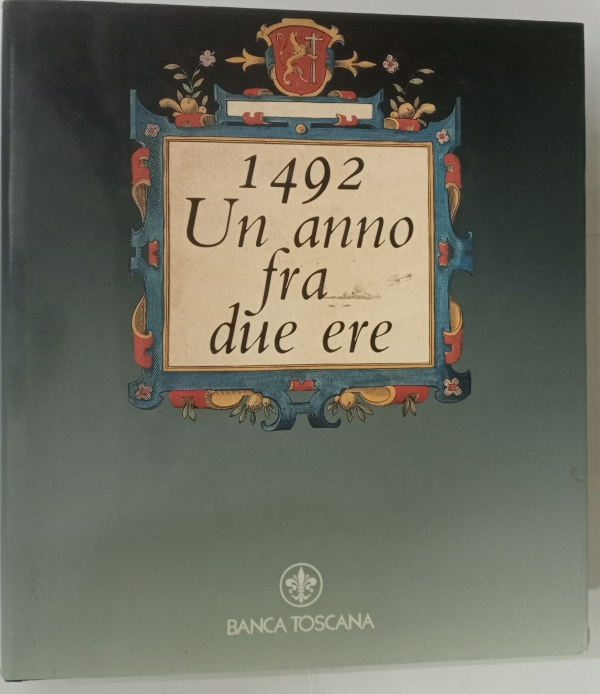 1492
Un anno
fra
due ere
BANCA TOSCANA